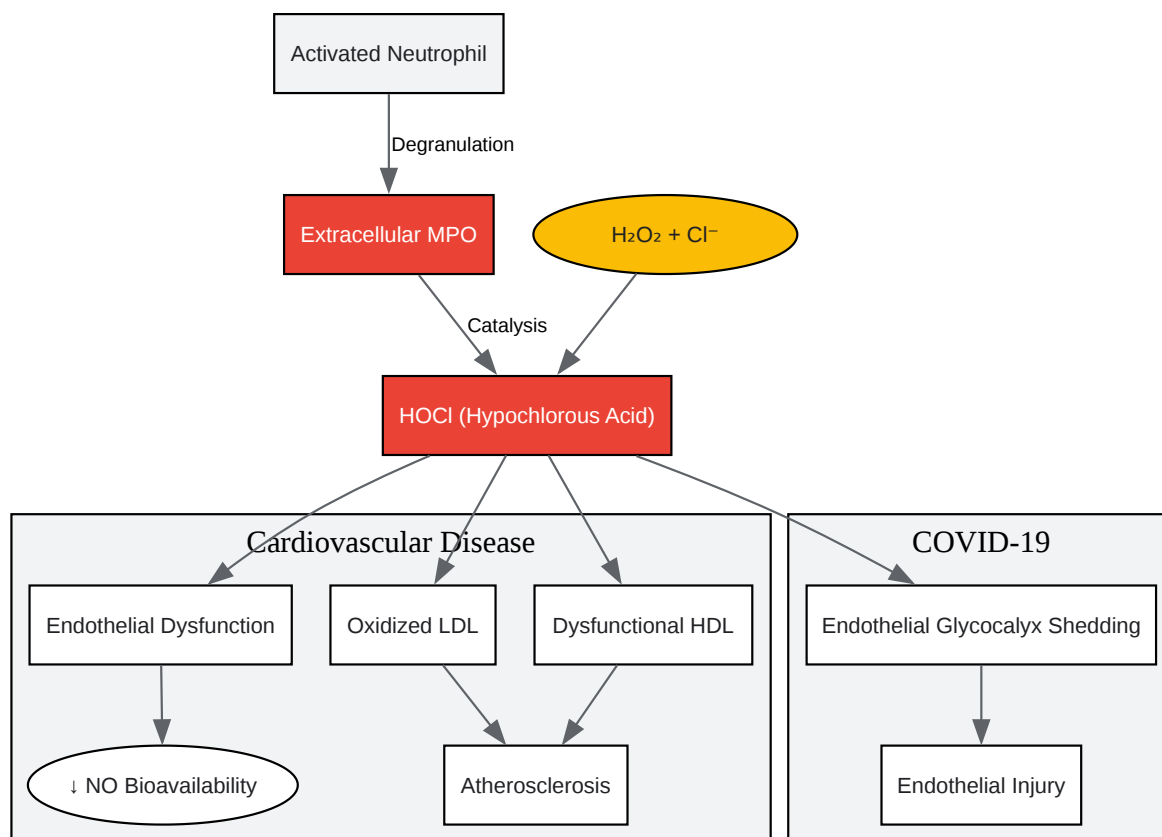 Activated Neutrophil
Degranulation
Extracellular MPO
H₂O₂ + Cl⁻
Catalysis
HOCl (Hypochlorous Acid)
Cardiovascular Disease
COVID-19
Endothelial Dysfunction
Oxidized LDL
Dysfunctional HDL
Endothelial Glycocalyx Shedding
↓ NO Bioavailability
Atherosclerosis
Endothelial Injury